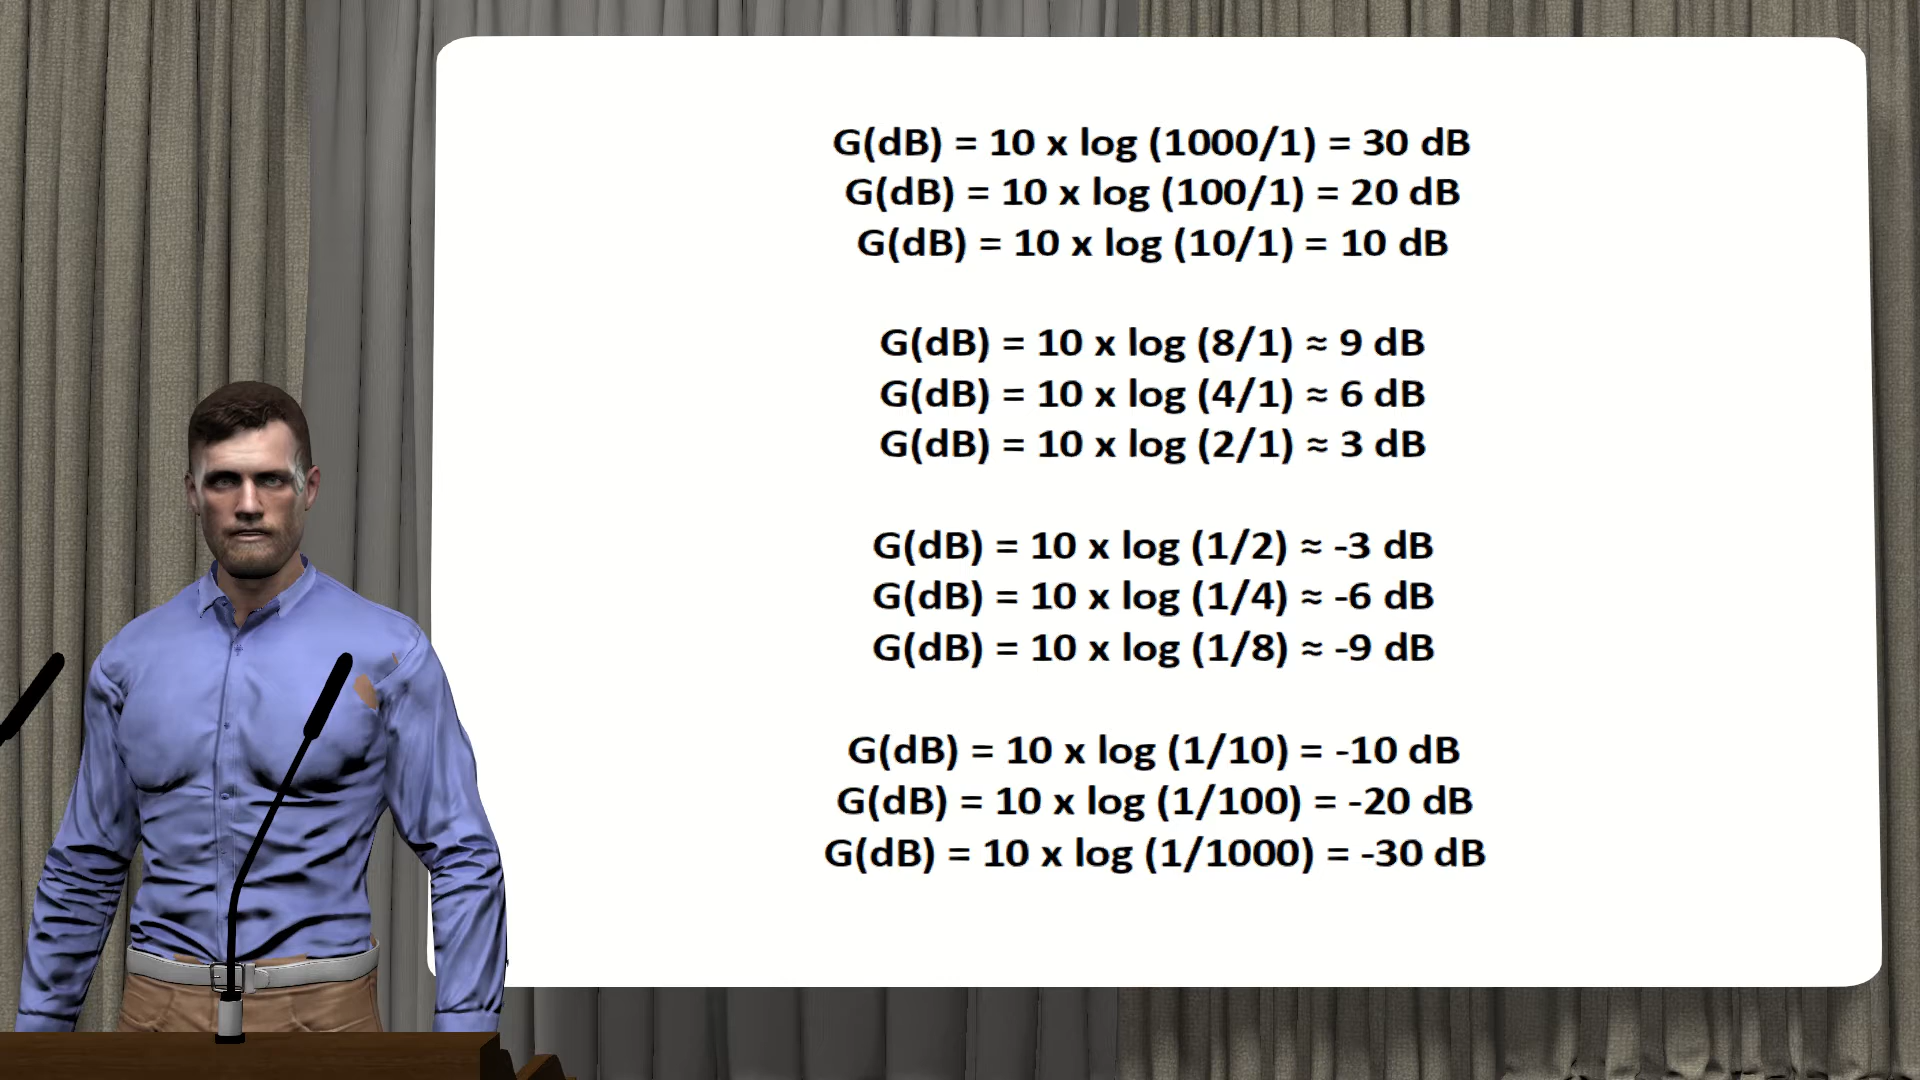 G(dB) = 10 x log (1000/1) = 30 dB
G(dB) = 10 x log (100/1) = 20 dB
G(dB) = 10 x log (10/1) = 10 dB
G(dB) = 10 x log (8/1) ≈ 9 dB
G(dB) = 10 x log (4/1) ≈ 6 dB
G(dB) = 10 x log (2/1) ≈ 3 dB
G(dB) = 10 x log (1/2) ≈ -3 dB
G(dB) = 10 x log (1/4) ≈ -6 dB
G(dB) = 10 x log (1/8) ≈ -9 dB
G(dB) = 10 x log (1/10) = -10 dB
G(dB) = 10 x log (1/100) = -20 dB
G(dB) = 10 x log (1/1000) = -30 dB